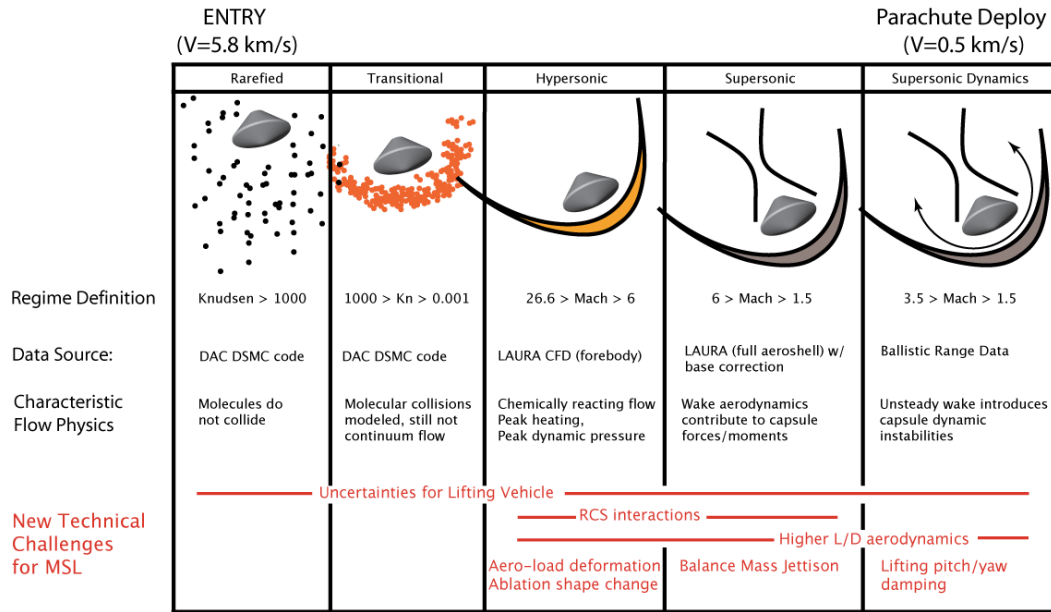 ENTRY
(V=5.8 km/s)
Parachute Deploy
(V=0.5 km/s)
Rarefied
Transitional
Hypersonic
Supersonic
Supersonic Dynamics
Regime Definition
Knudsen > 1000
1000 > Kn > 0.001
26.6 > Mach > 6
6 > Mach > 1.5
3.5 > Mach > 1.5
Data Source:
DAC DSMC code
DAC DSMC code
LAURA CFD (forebody)
LAURA (full aeroshell) w/
base correction
Ballistic Range Data
Characteristic
Flow Physics
Molecules do
not collide
Molecular collisions
modeled, still not
continuum flow
Chemically reacting flow
Peak heating,
Peak dynamic pressure
Wake aerodynamics
contribute to capsule
forces/moments
Unsteady wake introduces
capsule dynamic
instabilities
New Technical
Challenges
for MSL
Uncertainties for Lifting Vehicle
RCS interactions
Higher L/D aerodynamics
Aero-load deformation
Ablation shape change
Balance Mass Jettison
Lifting pitch/yaw
damping